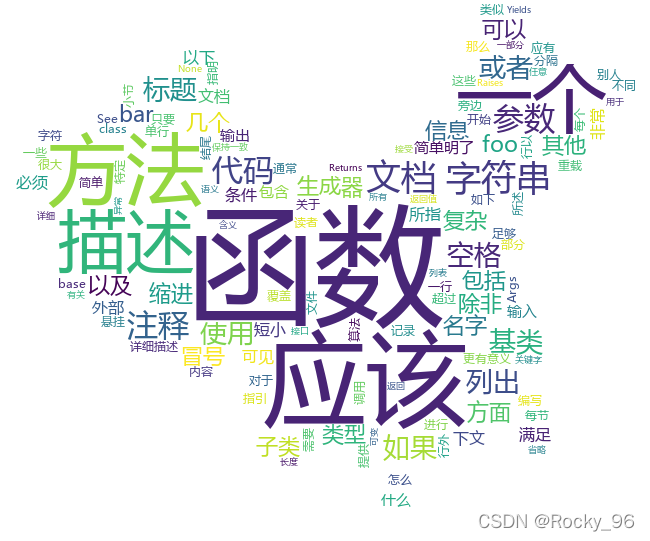 类似 Yields
可以 一部分
那么 应有
以下 或者 分隔 别人
None 指明 任意
标题 文档 小节 一个 这些 不同
bar 几个 参数 旁边 Raises 用于
See 只要 信息 开始 每个 非常
class 单行 输出 结尾 简单明了 foo 行以 其他
字符 保持一致 接受
方法 代码 通常 Returns 文档 字符串 重载
一些 很大 特定 语义 生成器 返回值
必须 简单 条件 包含 所有 如下 所述
详细 异常 关于 所指 复杂
描述 含义 函数 读者 足够 部分
空格
base 以及 覆盖 文件 列表 一行 包括 Args
有关 缩进 超过 除非 输入
外部 悬挂 注释 使用 短小 接口 算法 记录 名字
详细描述 冒号 可见 应该 更有意义 基类 关键字
内容 对于 返回 列出
指引 调用 方面 编写 每节
子类 需要 类型 可变 进行 下文 满足
如果 行外 省略
长度 提供
怎么
什么
CSDN @Rocky_96